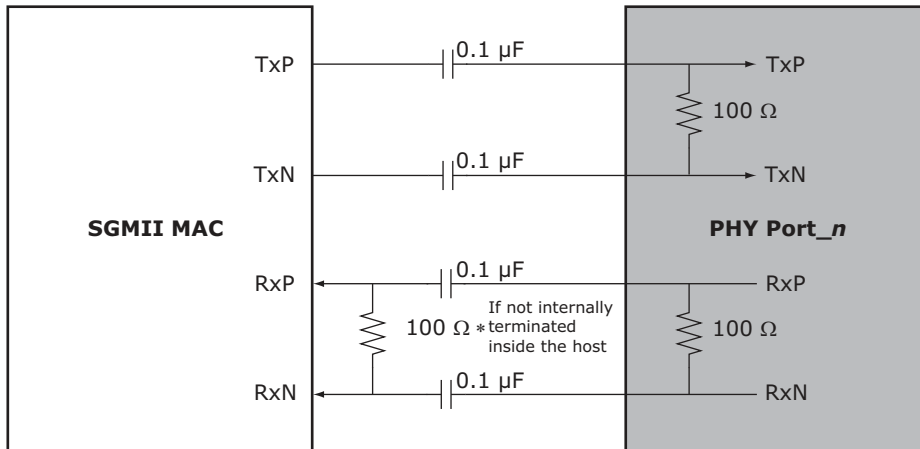 0.1 µF
TxP
TxP
100 Ω
0.1 µF
TxN
TxN
SGMII MAC
PHY Port_n
0.1 µF
RxP
RxP
100 Ω * If not internally
terminated
inside the host
100 Ω
0.1 µF
RxN
RxN